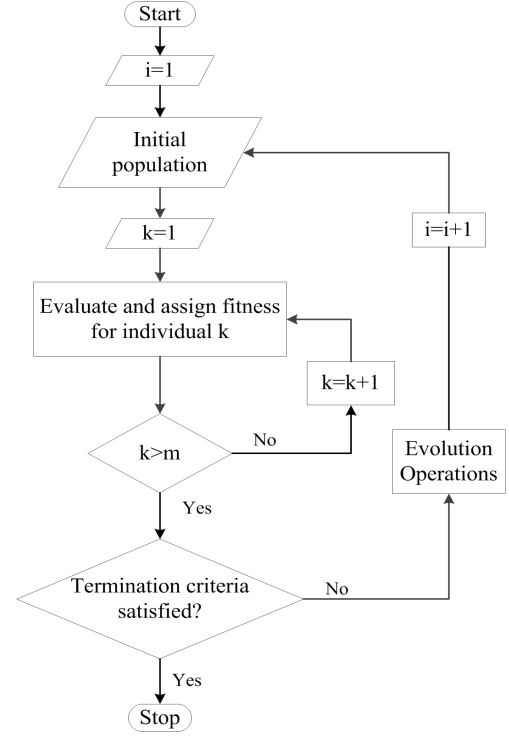 Start
i=1
Initial
population
k=1
i=i+1
Evaluate and assign fitness
for individual k
k=k+1
k>m
No
Evolution
Operations
Yes
Termination criteria
satisfied?
No
Yes
Stop